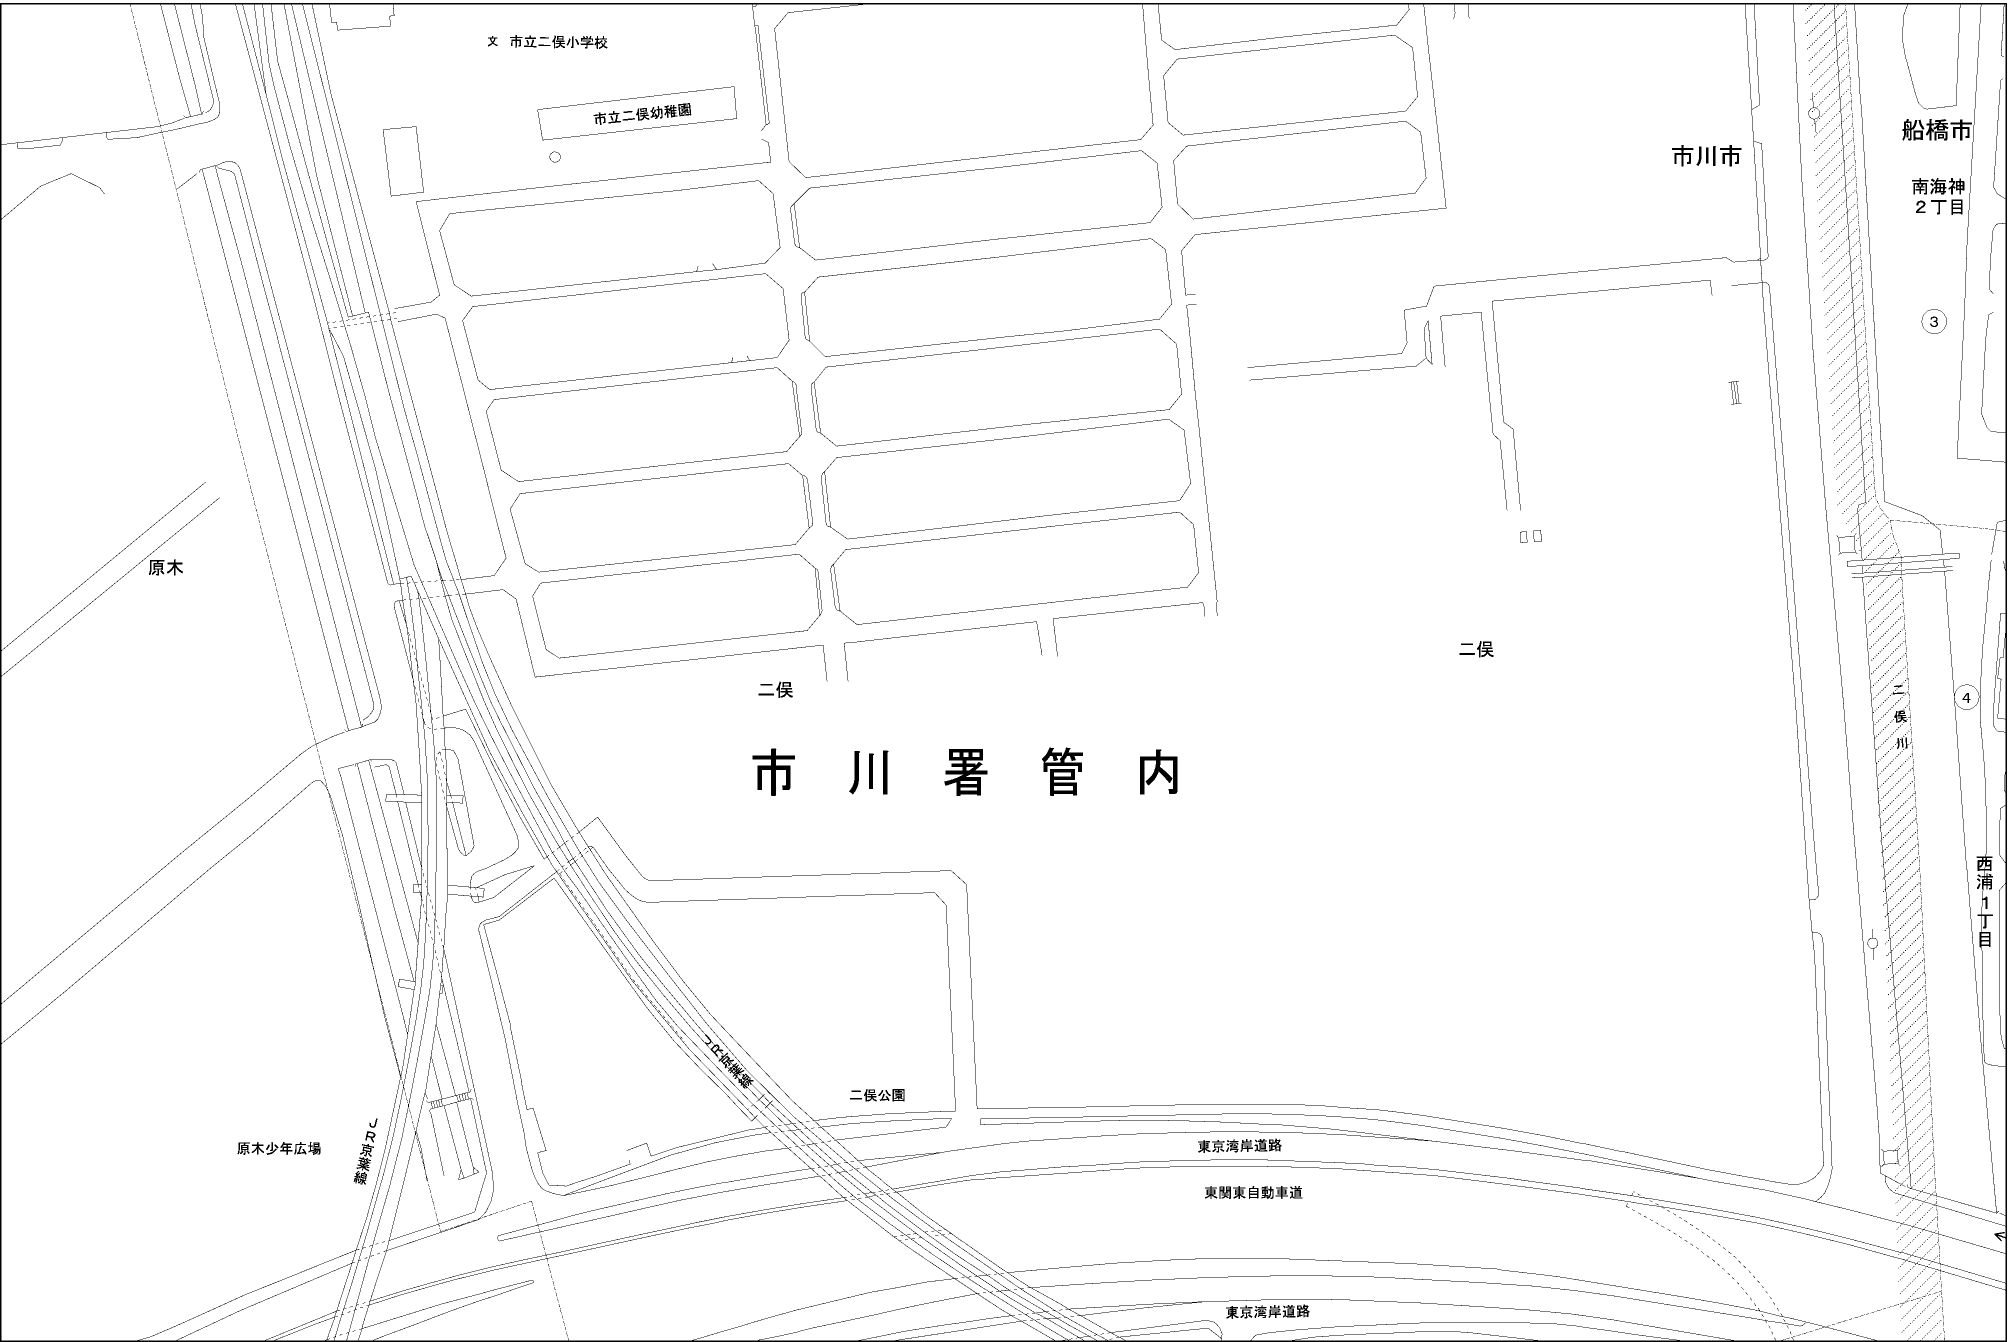 文　市立二俣小学校
市立二俣幼稚園
船橋市
市川市
南海神
２丁目
3
原木
二俣
二俣
4
二俣川
市川署管内
西浦１丁目
ＪＲ京葉線
二俣公園
原木少年広場
ＪＲ京葉線
東京湾岸道路
東関東自動車道
東京湾岸道路